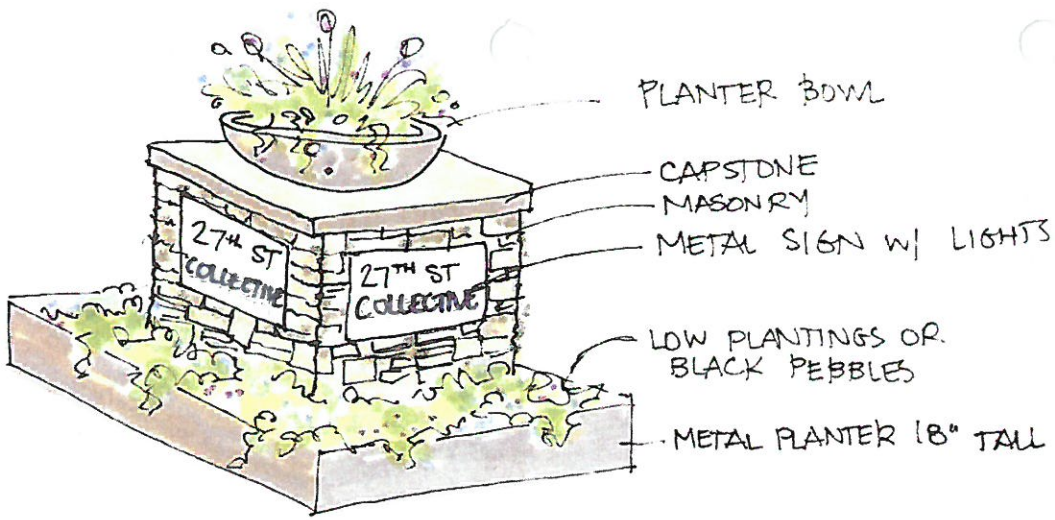 PLANTER BOWL
CAPSTONE
MASONRY
METAL SIGN W/ LIGHTS
27th ST
COLLECTIVE
27TH ST
COLLECTIVE
LOW PLANTINGS OR
BLACK PEBBLES
METAL PLANTER 18" TALL